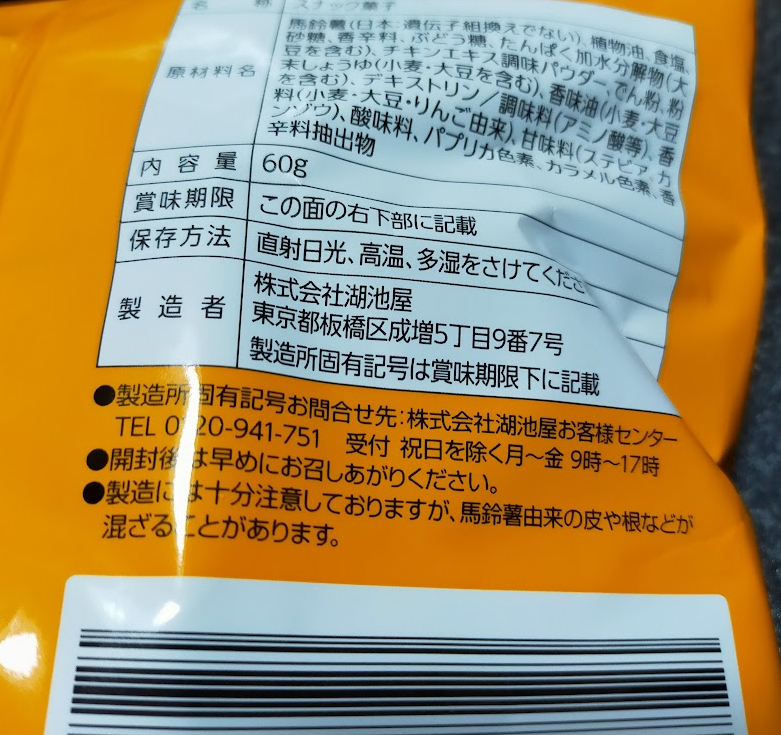 名 称 スナック菓子
原材料名 馬鈴薯(日本:遺伝子組換えでない)、植物油、食塩、
砂糖、香辛料、ぶどう糖、たんぱく加水分解物(大
豆を含む)、チキンエキス調味パウダー、でん粉、粉
末しょうゆ(小麦・大豆を含む)、香味油(小麦・大豆
を含む)、デキストリン/調味料(アミノ酸等)、香
料(小麦・大豆・りんご由来)、甘味料(ステビア、カ
ンゾウ)、酸味料、パプリカ色素、カラメル色素、香
辛料抽出物
内容量 60g
賞味期限 この面の右下部に記載
保存方法 直射日光、高温、多湿をさけてくださ
製造者 株式会社湖池屋
東京都板橋区成増5丁目9番7号
製造所固有記号は賞味期限下に記載
●製造所固有記号お問合せ先:株式会社湖池屋お客様センター
TEL 0120-941-751 受付 祝日を除く月～金 9時～17時
●開封後は早めにお召しあがりください。
●製造には十分注意しておりますが、馬鈴薯由来の皮や根などが
混ざることがあります。